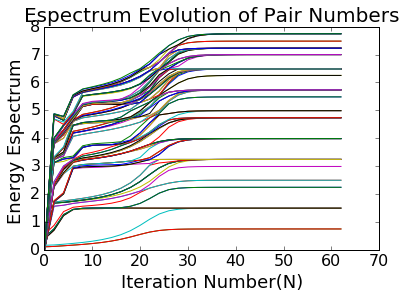 Espectrum Evolution of Pair Numbers
8
7
6
5
4
3
2
1
0
Energy Espectrum
0 10 20 30 40 50 60 70
Iteration Number(N)